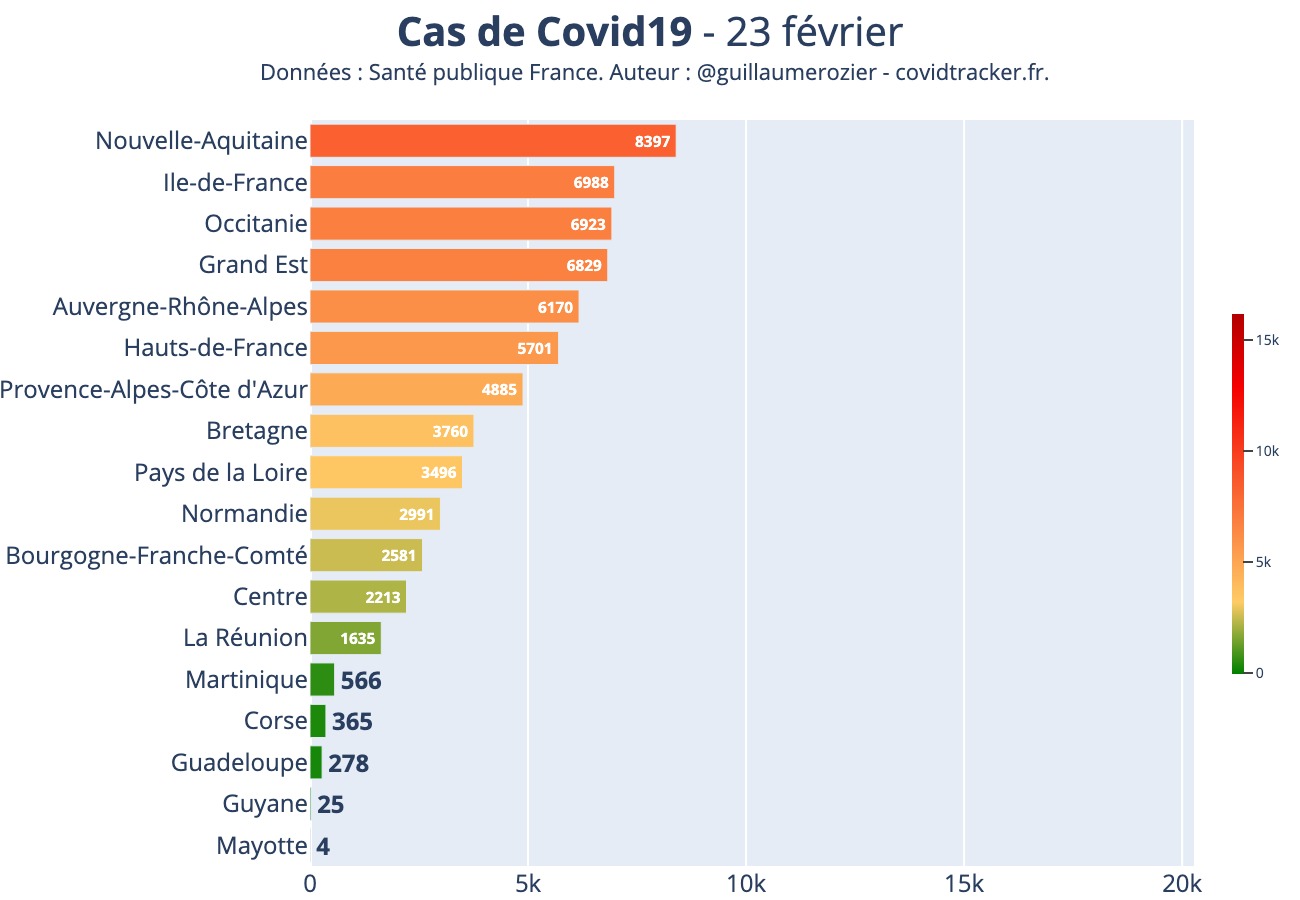 Cas de Covid19 - 23 février
Données : Santé publique France. Auteur : @guillaumerozier - covidtracker.fr.
Nouvelle-Aquitaine 8397
Ile-de-France 6988
Occitanie 6923
Grand Est 6829
Auvergne-Rhône-Alpes 6170
Hauts-de-France 5701
Provence-Alpes-Côte d'Azur 4885
Bretagne 3760
Pays de la Loire 3496
Normandie 2991
Bourgogne-Franche-Comté 2581
Centre 2213
La Réunion 1635
Martinique 566
Corse 365
Guadeloupe 278
Guyane 25
Mayotte 4
0 5k 10k 15k 20k
15k
10k
5k
0